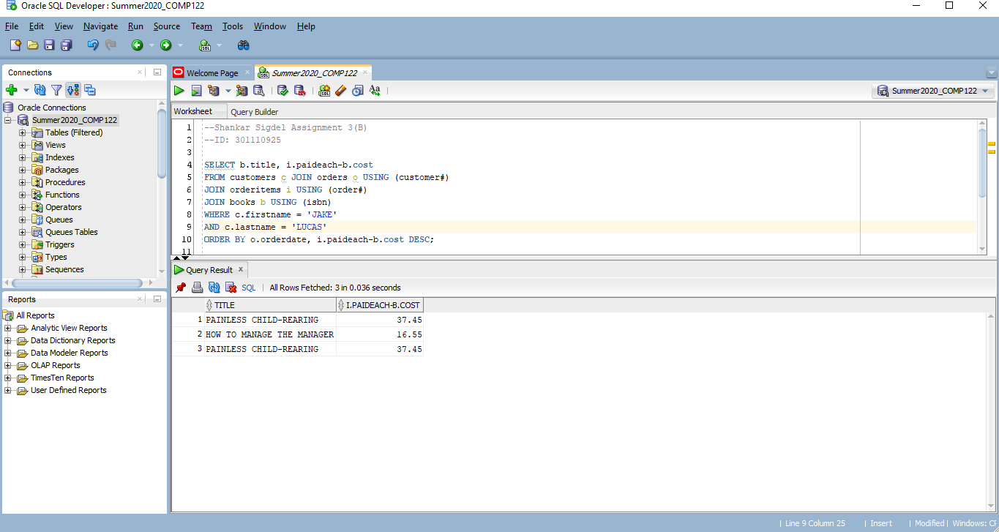 Oracle SQL Developer : Summer2020_COMP122
File Edit View Navigate Run Source Team Tools Window Help
Connections
Oracle Connections
Summer2020_COMP122
Tables (Filtered)
Views
Indexes
Packages
Procedures
Functions
Operators
Queues
Queues Tables
Triggers
Types
Sequences
Reports
All Reports
Analytic View Reports
Data Dictionary Reports
Data Modeler Reports
OLAP Reports
TimesTen Reports
User Defined Reports
Welcome Page Summer2020_COMP122
Summer2020_COMP122
Worksheet Query Builder
1 --Shankar Sigdel Assignment 3(B)
2 --ID: 301110925
3
4 SELECT b.title, i.paideach-b.cost
5 FROM customers c JOIN orders o USING (customer#)
6 JOIN orderitems i USING (order#)
7 JOIN books b USING (isbn)
8 WHERE c.firstname = 'JAKE'
9 AND c.lastname = 'LUCAS'
10 ORDER BY o.orderdate, i.paideach-b.cost DESC;
11
Query Result x
SQL | All Rows Fetched: 3 in 0.036 seconds
TITLE I.PAIDEACH-B.COST
1 PAINLESS CHILD-REARING 37.45
2 HOW TO MANAGE THE MANAGER 16.55
3 PAINLESS CHILD-REARING 37.45
| Line 9 Column 25 | Insert | Modified | Windows: CF